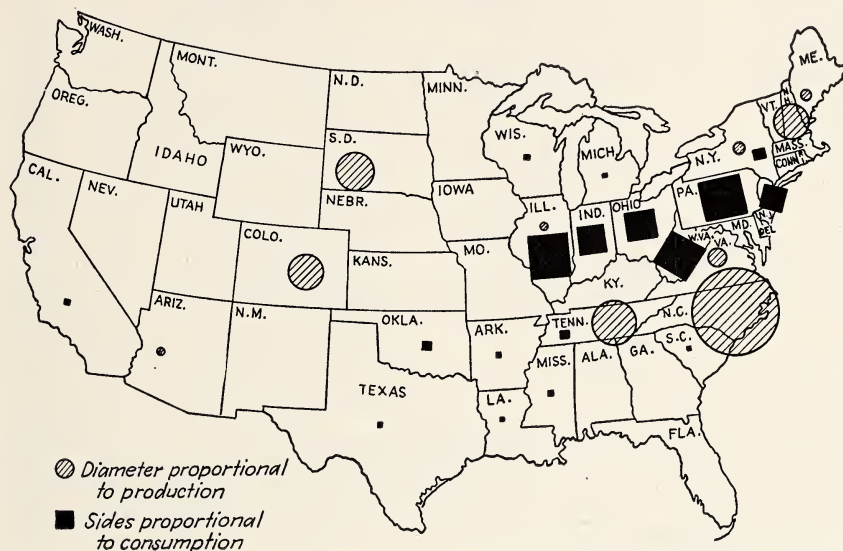 WASH.
MONT.
N.D.
MINN.
ME.
OREG.
IDAHO
WYO.
S.D.
WIS.
MICH.
N.Y.
VT.
N.H.
MASS.
CONN.
CAL.
NEV.
UTAH
COLO.
NEBR.
IOWA
ILL.
IND.
OHIO
PA.
N.J.
MD.
DEL.
W.VA.
VA.
KANS.
MO.
KY.
ARIZ.
N.M.
OKLA.
ARK.
TENN.
N.C.
S.C.
TEXAS
LA.
MISS.
ALA.
GA.
FLA.
Diameter proportional
to production
Sides proportional
to consumption